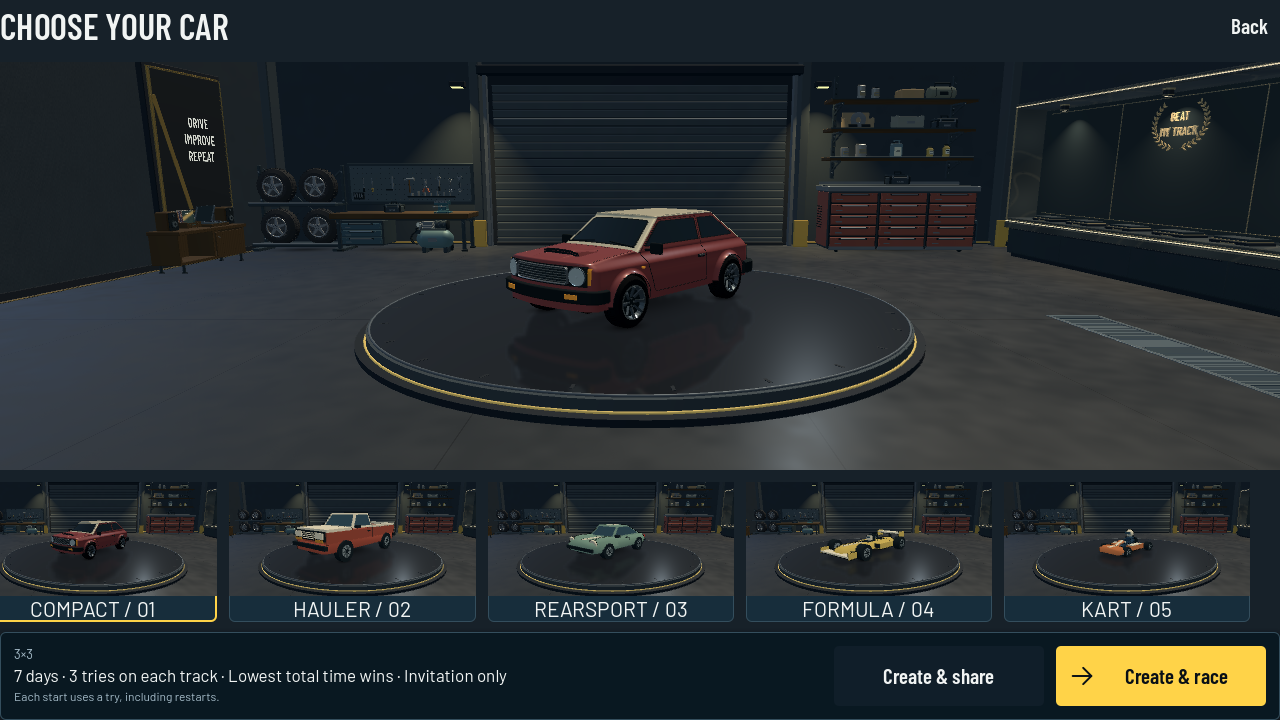 CHOOSE YOUR CAR
Back
DRIVE
IMPROVE
REPEAT
BEAT
MY TRACK
COMPACT / 01
HAULER / 02
REARSPORT / 03
FORMULA / 04
KART / 05
3×3
7 days · 3 tries on each track · Lowest total time wins · Invitation only
Each start uses a try, including restarts.
Create & share
Create & race